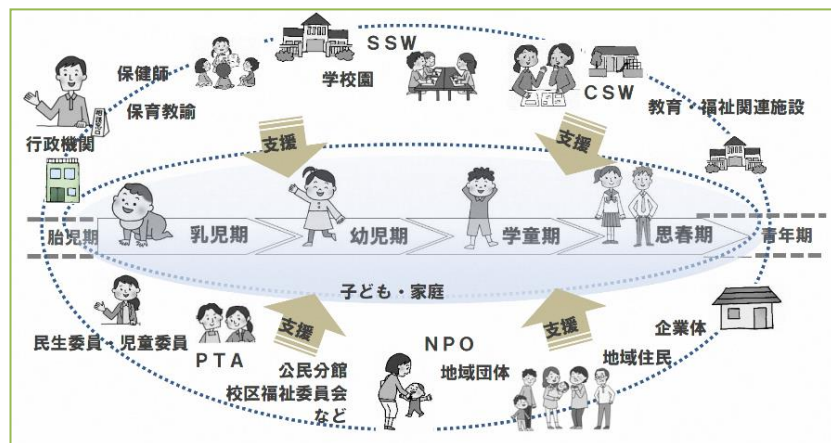 SSW
保健師
学校園
保育教諭
CSW
教育・福祉関連施設
行政機関
支援
支援
胎児期
乳児期
幼児期
学童期
思春期
青年期
子ども・家庭
民生委員・児童委員
PTA
支援
支援
公民分館
校区福祉委員会
など
NPO
地域団体
地域住民
企業体